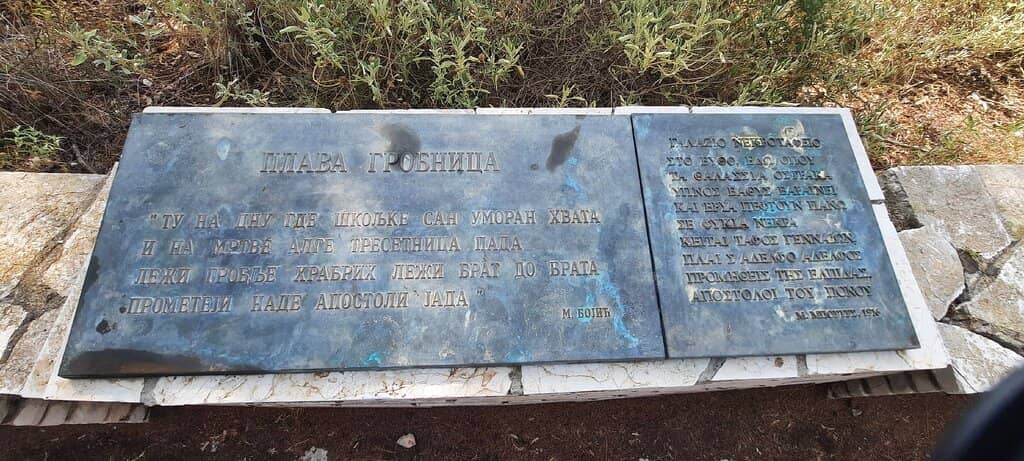 ПЛАВА ГРОБНИЦА
"ТУ НА ДНУ ГДЕ ШКОЉКЕ САН УМОРАН ХВАТА
И НА МРТВЕ АЛГЕ ТРЕСЕТНИЦА ПАДА
ЛЕЖИ ГРОБЉЕ ХРАБРИХ ЛЕЖИ БРАТ ДО БРАТА
ПРОМЕТЕЈИ НАДЕ АПОСТОЛИ ЈАДА"
М. БОЈИЋ
ΓΑΛΑΖΙΟ ΝΕΚΡΟΤΑΦΕΙΟ
ΣΤΟ ΒΥΘΟ, ΕΔΩ ΟΠΟΥ
ΤΑ ΘΑΛΑΣΣΙΑ ΟΣΤΡΑΚΑ
ΥΠΝΟΣ ΒΑΘΥΣ ΒΑΡΑΙΝΕΙ
ΚΑΙ ΒΡΥΑ ΠΕΦΤΟΥΝ ΠΑΝΩ
ΣΕ ΦΥΚΙΑ ΝΕΚΡΑ
ΚΕΙΤΑΙ ΤΑΦΟΣ ΓΕΝΝΑΙΩΝ
ΠΛΑΙ Σ ΑΔΕΛΦΟ ΑΔΕΛΦΟΣ
ΠΡΟΜΗΘΕΙΣ ΤΗΣ ΕΛΠΙΔΑΣ,
ΑΠΟΣΤΟΛΟΙ ΤΟΥ ΠΟΝΟΥ
Μ. 1916